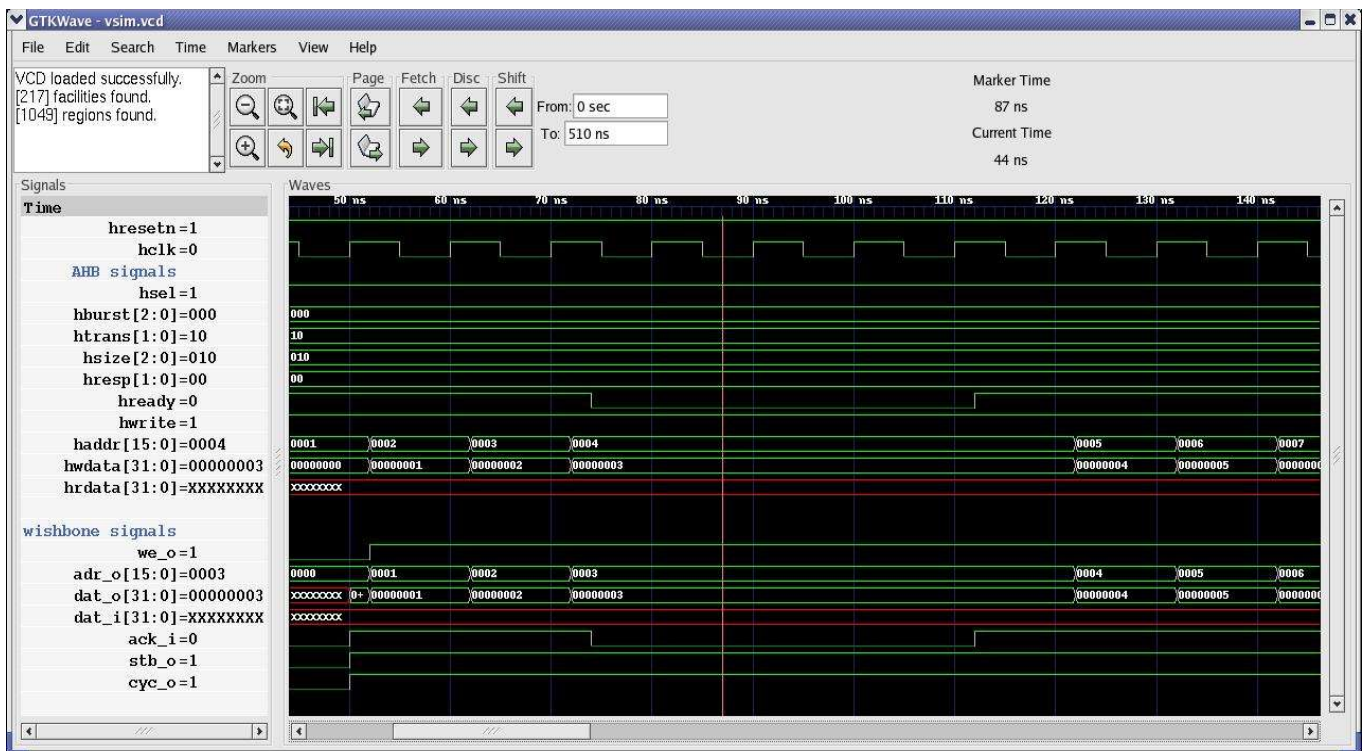 GTKWave - vsim.vcd
File Edit Search Time Markers View Help
VCD loaded successfully.
[217] facilities found.
[1049] regions found.
Zoom Page Fetch Disc Shift
From: 0 sec
To: 510 ns
Marker Time
87 ns
Current Time
44 ns
Signals
Waves
Time
50 ns 60 ns 70 ns 80 ns 90 ns 100 ns 110 ns 120 ns 130 ns 140 ns
hresetn=1
hclk=0
AHB signals
hsel=1
hburst[2:0]=000 000
htrans[1:0]=10 10
hsize[2:0]=010 010
hresp[1:0]=00 00
hready=0
hwrite=1
haddr[15:0]=0004 0001 0002 0003 0004 0005 0006 0007
hwdata[31:0]=00000003 00000000 00000001 00000002 00000003 00000004 00000005 0000000
hrdata[31:0]=XXXXXXXX XXXXXXXX
wishbone signals
we_o=1
adr_o[15:0]=0003 0000 0001 0002 0003 0004 0005 0006
dat_o[31:0]=00000003 XXXXXXXX 0+ 00000001 00000002 00000003 00000004 00000005 0000000
dat_i[31:0]=XXXXXXXX XXXXXXXX
ack_i=0
stb_o=1
cyc_o=1